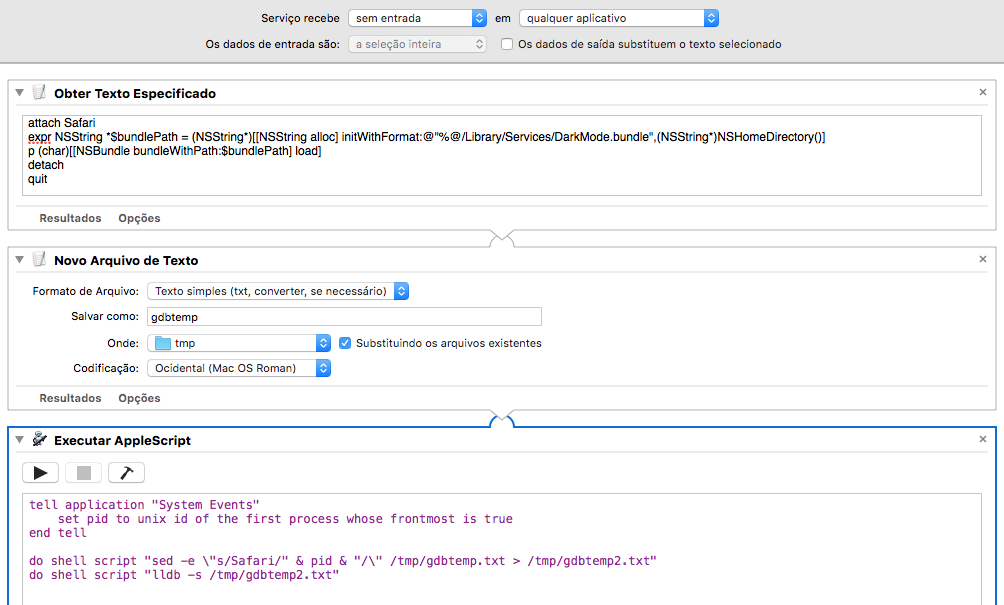 Serviço recebe sem entrada em qualquer aplicativo
Os dados de entrada são: a seleção inteira Os dados de saída substituem o texto selecionado
Obter Texto Especificado
attach Safari
expr NSString *$bundlePath = (NSString*)[[NSString alloc] initWithFormat:@"%@/Library/Services/DarkMode.bundle",(NSString*)NSHomeDirectory()]
p (char)[[NSBundle bundleWithPath:$bundlePath] load]
detach
quit
Resultados Opções
Novo Arquivo de Texto
Formato de Arquivo: Texto simples (txt, converter, se necessário)
Salvar como: gdbtemp
Onde: tmp Substituindo os arquivos existentes
Codificação: Ocidental (Mac OS Roman)
Resultados Opções
Executar AppleScript
tell application "System Events"
set pid to unix id of the first process whose frontmost is true
end tell
do shell script "sed -e \"s/Safari/" & pid & "/\" /tmp/gdbtemp.txt > /tmp/gdbtemp2.txt"
do shell script "lldb -s /tmp/gdbtemp2.txt"